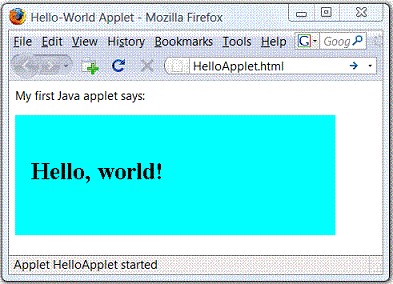 Hello-World Applet - Mozilla Firefox
File Edit View History Bookmarks Tools Help
G Goog
HelloApplet.html
My first Java applet says:
Hello, world!
Applet HelloApplet started